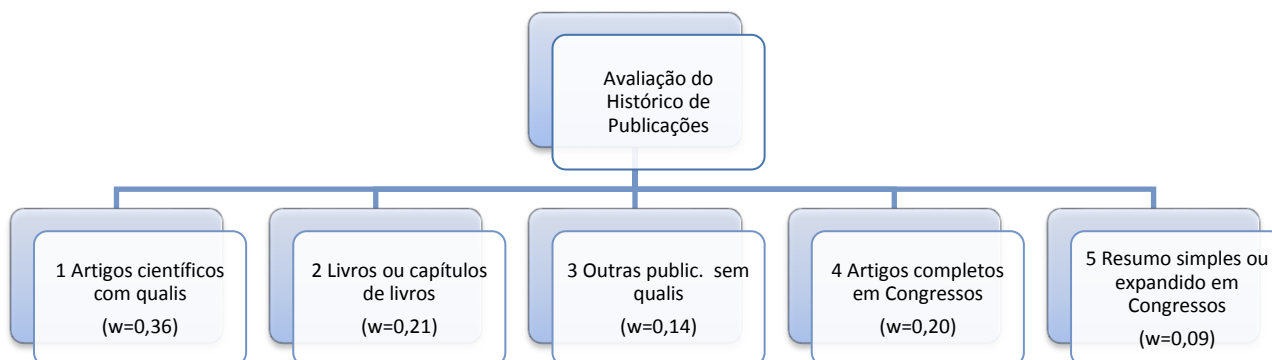 Avaliação do
Histórico de
Publicações
1 Artigos científicos
com qualis
(w=0,36)
2 Livros ou capítulos
de livros
(w=0,21)
3 Outras public. sem
qualis
(w=0,14)
4 Artigos completos
em Congressos
(w=0,20)
5 Resumo simples ou
expandido em
Congressos
(w=0,09)